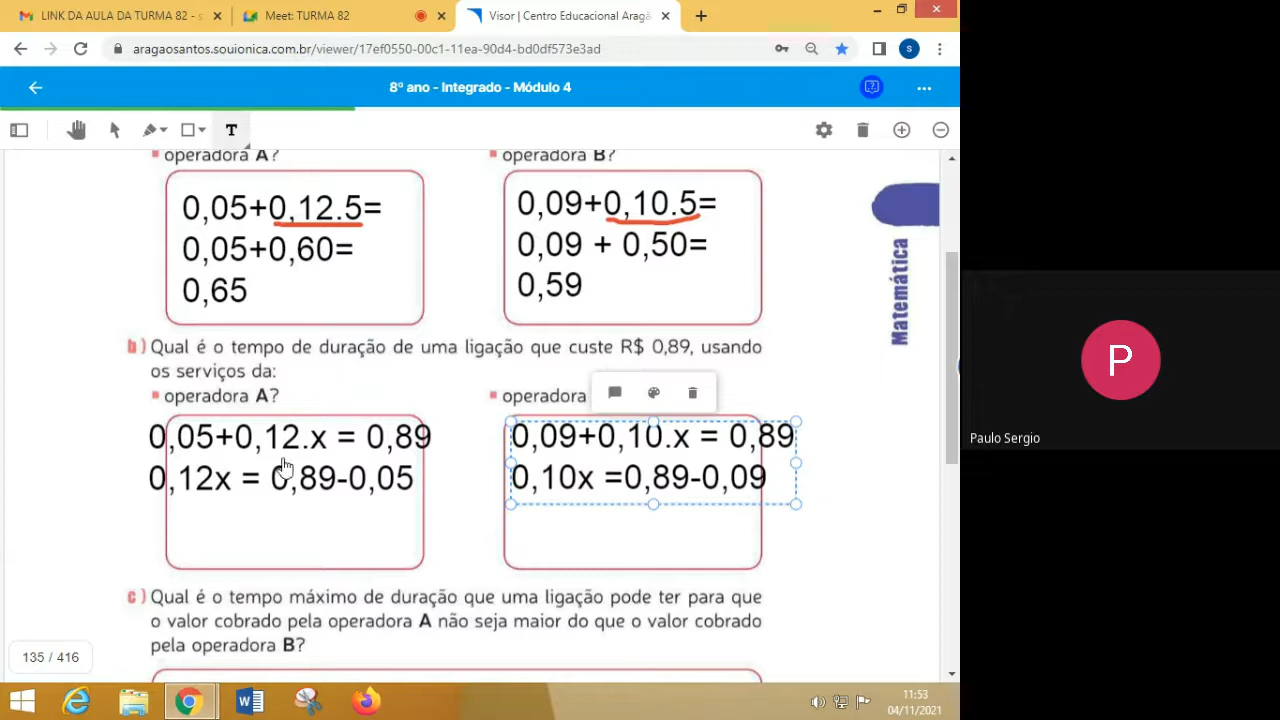 LINK DA AULA DA TURMA 82 - s
Meet: TURMA 82
Visor | Centro Educacional Aragã
aragaosantos.souionica.com.br/viewer/17ef0550-00c1-11ea-90d4-bd0df573e3ad
S
8º ano - Integrado - Módulo 4
T
operadora A?
operadora B?
0,05+0,12.5=
0,05+0,60=
0,65
0,09+0,10.5=
0,09 + 0,50=
0,59
Matemática
b) Qual é o tempo de duração de uma ligação que custe R$ 0,89, usando
os serviços da:
operadora A?
operadora
0,05+0,12.x = 0,89
0,12x = 0,89-0,05
0,09+0,10.x = 0,89
0,10x =0,89-0,09
c) Qual é o tempo máximo de duração que uma ligação pode ter para que
o valor cobrado pela operadora A não seja maior do que o valor cobrado
pela operadora B?
135 / 416
P
Paulo Sergio
11:53
04/11/2021